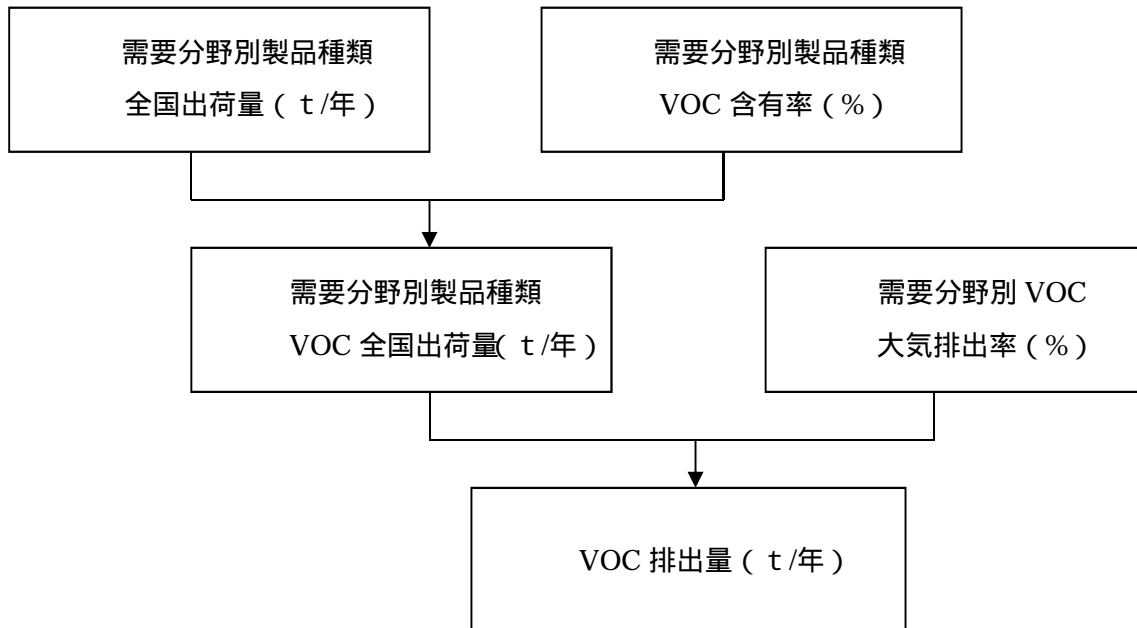 需要分野別製品種類
全国出荷量（ｔ/年）
需要分野別製品種類
VOC 含有率（%）
需要分野別製品種類
VOC 全国出荷量（ｔ/年）
需要分野別 VOC
大気排出率（%）
VOC 排出量（ｔ/年）